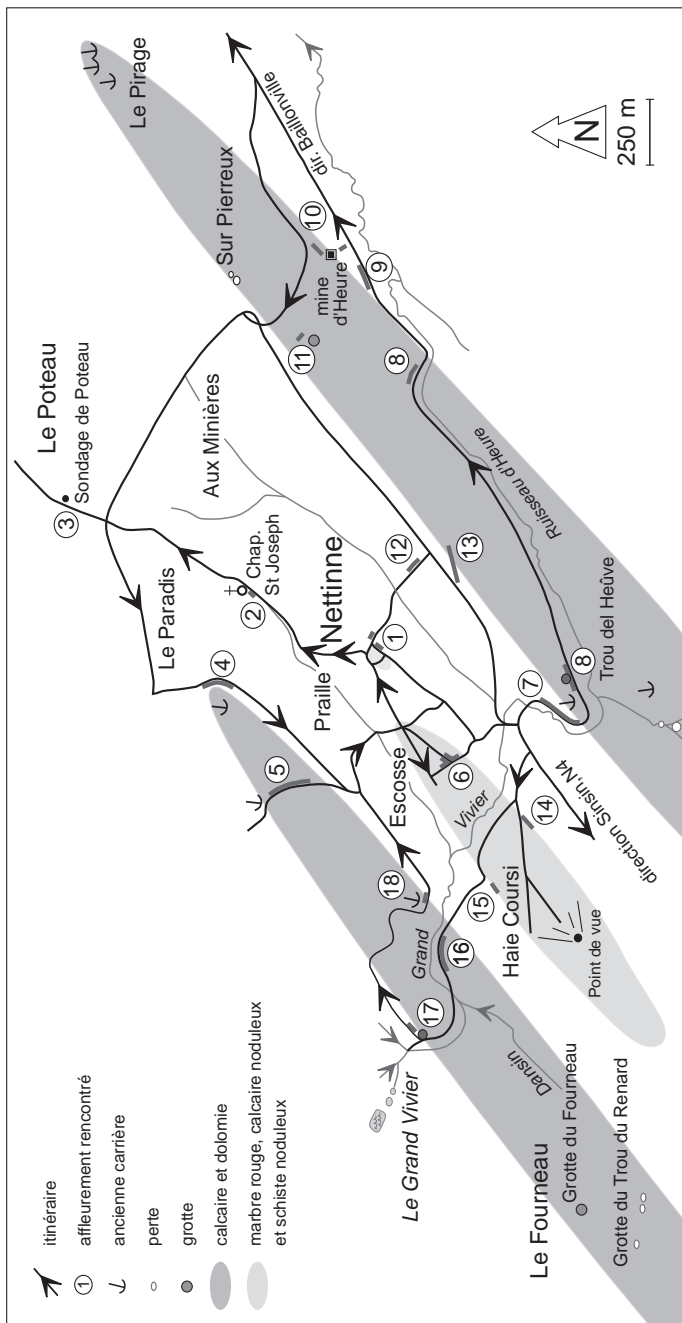 itinéraire
1
affleurement rencontré
ancienne carrière
perte
grotte
calcaire et dolomie
marbre rouge, calcaire noduleux
et schiste noduleux
Le Pirage
dir. Baillonville
Sur Pierreux
10
mine
d'Heure
9
11
8
N
250 m
Le Poteau
Sondage de Poteau
3
Aux Minières
Ruisseau d'Heure
Le Paradis
Chap.
St Joseph
2
12
13
4
Nettinne
1
Praille
Trou del Heûve
8
7
5
Escosse
6
Vivier
direction Sinsin,N4
18
14
Grand
15
Haie Coursi
16
Point de vue
17
Le Grand Vivier
Dansin
Le Fourneau
Grotte du Fourneau
Grotte du Trou du Renard